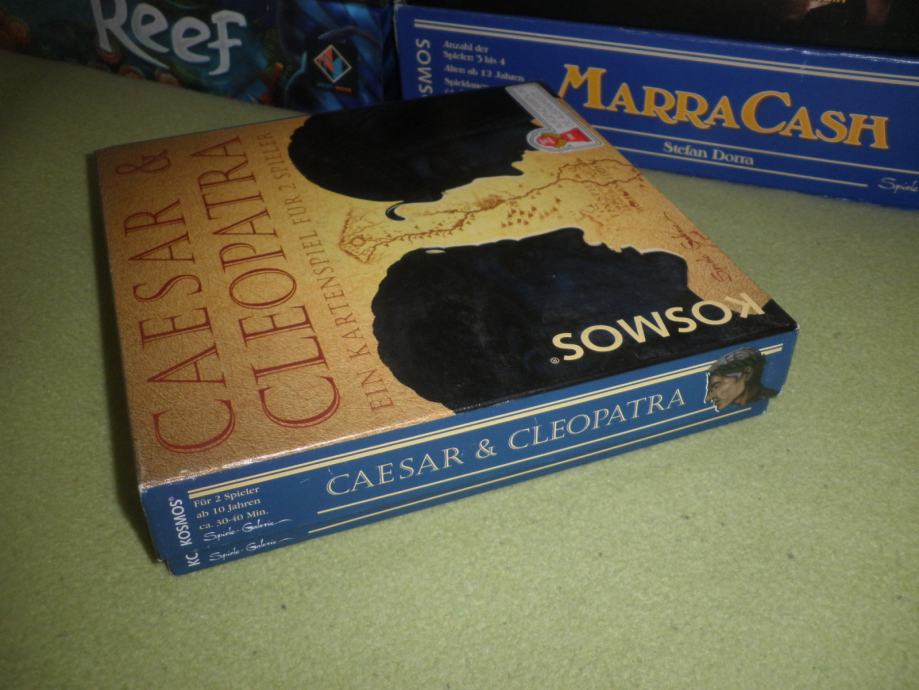 Reef
KOSMOS
Anzahl der
Spieler: 3 bis 4
Alter: ab 12 Jahren
MARRACASH
Stefan Dorra
CAESAR &
CLEOPATRA
EIN KARTENSPIEL FÜR 2 SPIELER
KOSMOS®
KOSMOS®
Für 2 Spieler
ab 10 Jahren
ca. 30-40 Min.
Spiele-Galerie
Spiele-Galerie
CAESAR & CLEOPATRA